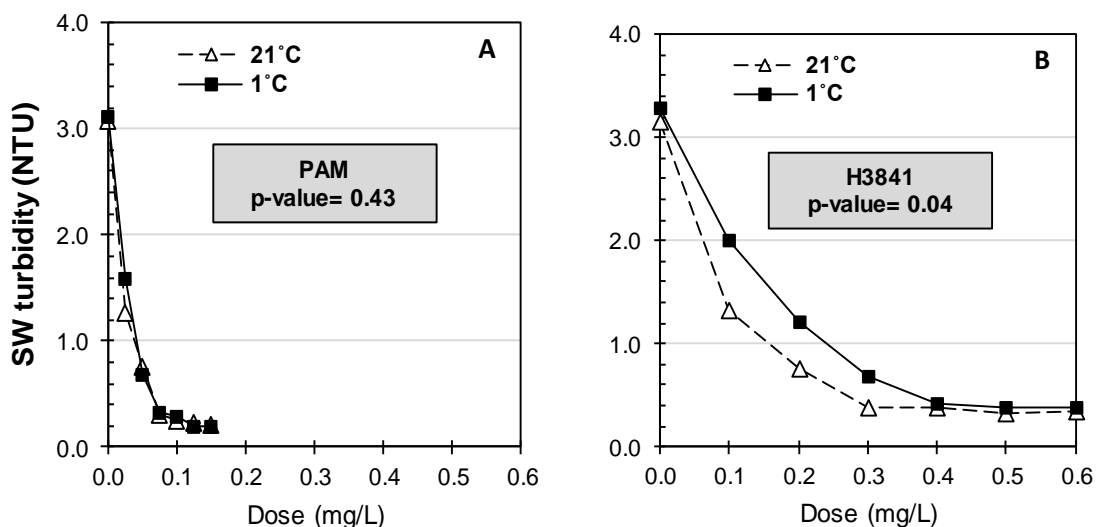 SW turbidity (NTU)
4.0
3.0
2.0
1.0
0.0
A
21˚C
1˚C
PAM
p-value= 0.43
0.0 0.1 0.2 0.3 0.4 0.5 0.6
Dose (mg/L)
4.0
3.0
2.0
1.0
0.0
B
21˚C
1˚C
H3841
p-value= 0.04
0.0 0.1 0.2 0.3 0.4 0.5 0.6
Dose (mg/L)